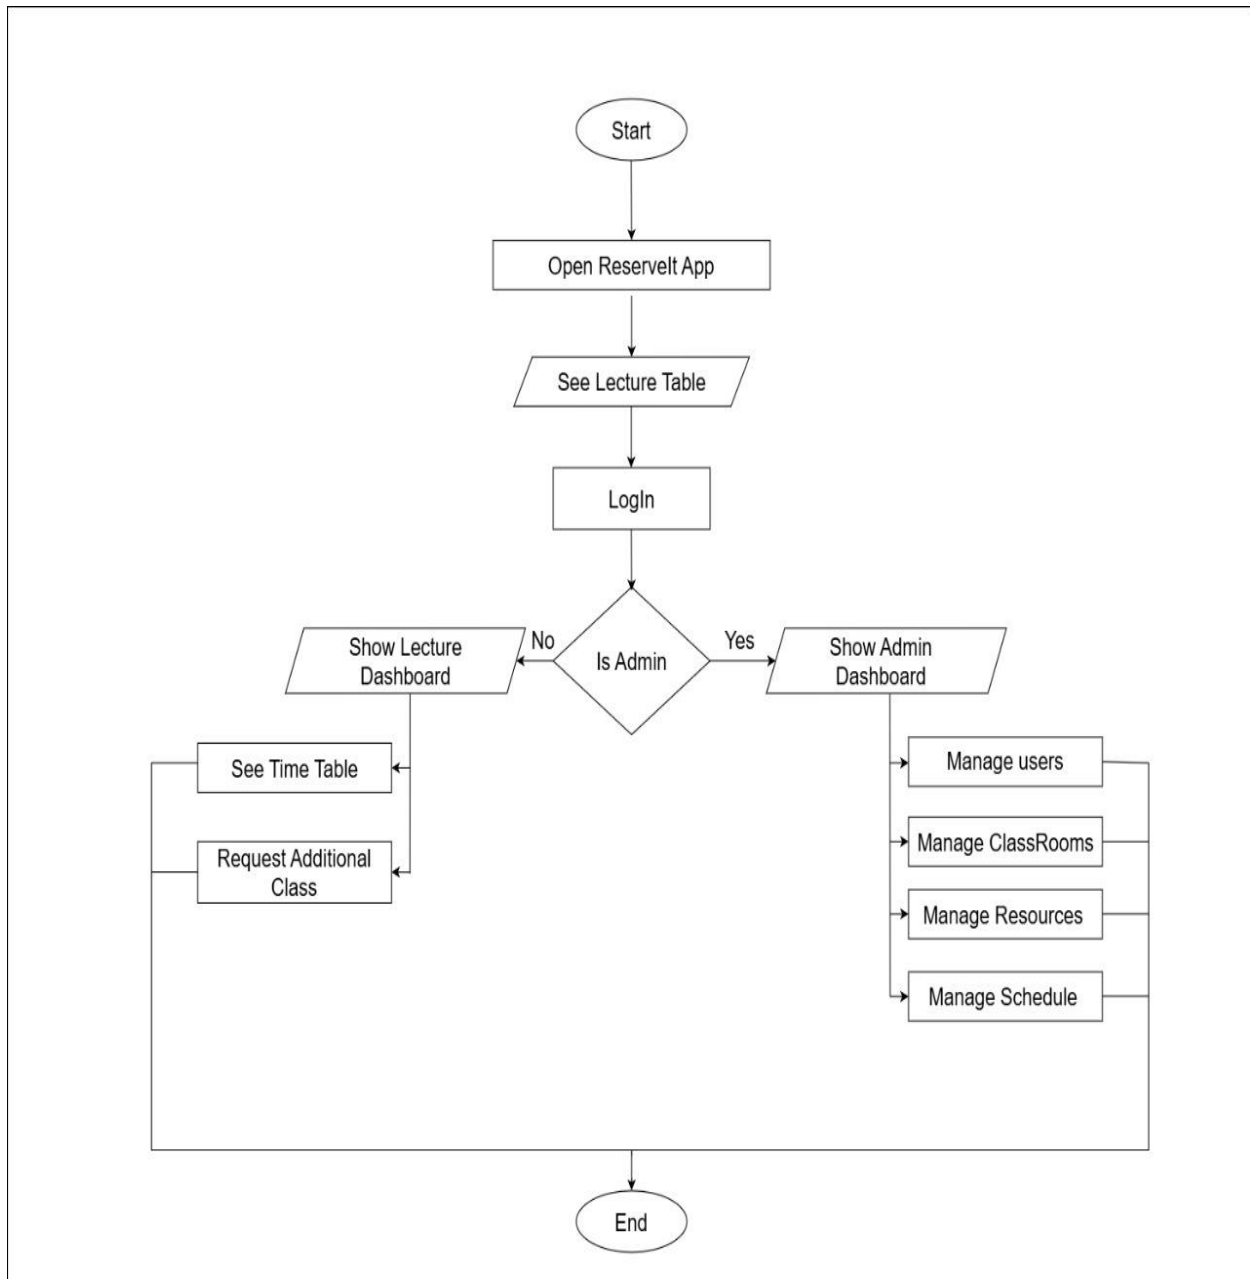 Start
Open ReserveIt App
See Lecture Table
LogIn
Is Admin
No
Yes
Show Lecture
Dashboard
See Time Table
Request Additional
Class
Show Admin
Dashboard
Manage users
Manage ClassRooms
Manage Resources
Manage Schedule
End